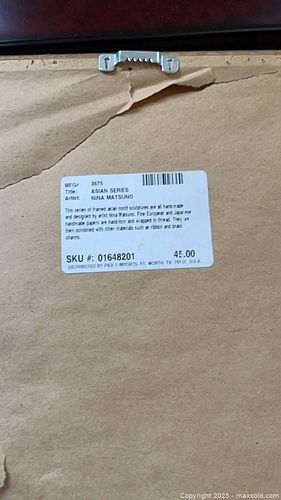 MFG# 3675
Title: ASIAN SERIES
Artist: NINA MATSUNO
This series of framed asian motif sculptures are all hand-made
and designed by artist Nina Matsuno. Fine European and Japanese
handmade papers are hand-torn and wrapped in thread. They are
then combined with other materials such as ribbon and brass
charms.
SKU #: 01648201 45.00
DISTRIBUTED BY PIER 1 IMPORTS, FT. WORTH, TX U.S.A.
Copyright © 2025 - maxsold.com